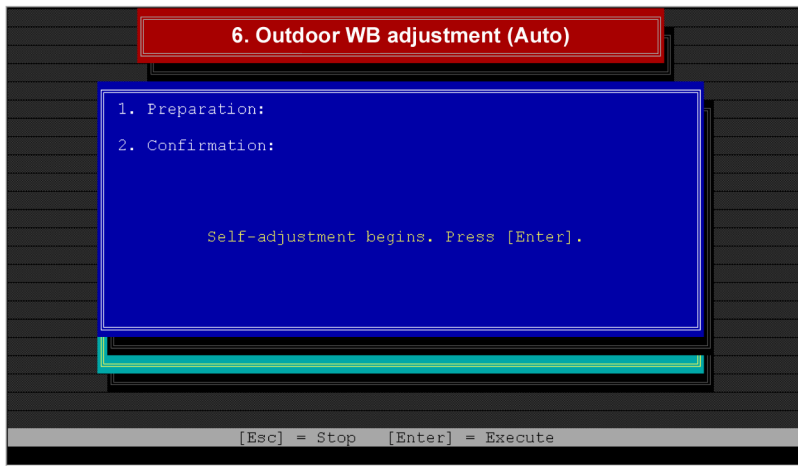 6. Outdoor WB adjustment (Auto)
1. Preparation:
2. Confirmation:
Self-adjustment begins. Press [Enter].
[Esc] = Stop [Enter] = Execute